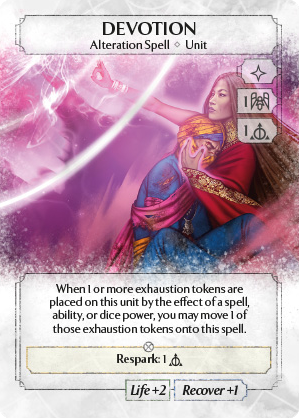 DEVOTION
Alteration Spell ◇ Unit
1
1
When 1 or more exhaustion tokens are
placed on this unit by the effect of a spell,
ability, or dice power, you may move 1 of
those exhaustion tokens onto this spell.
Respark: 1
Life +2 Recover +1